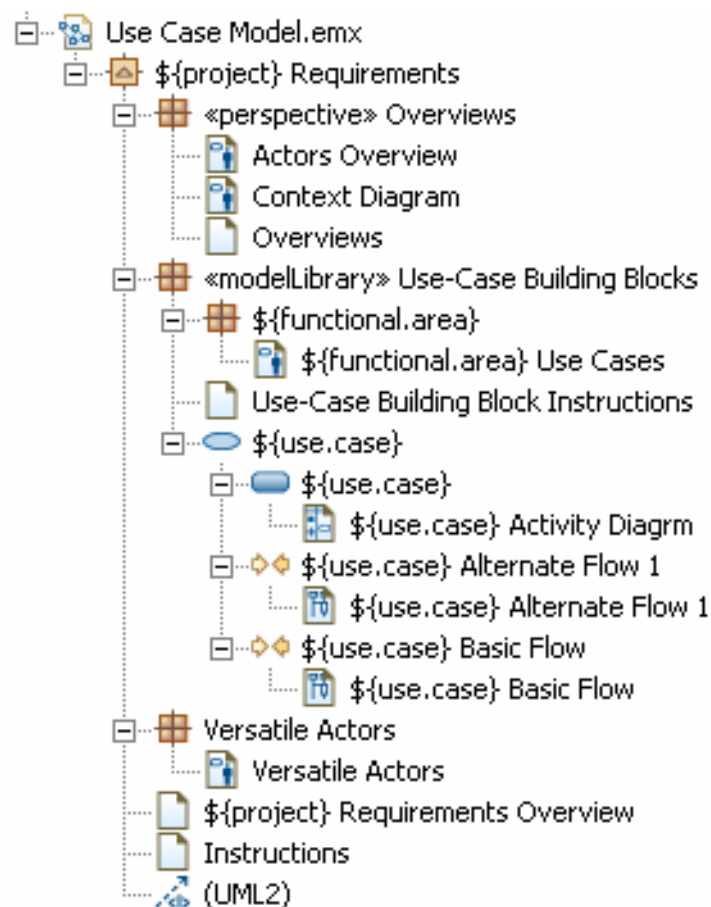 Use Case Model.emx
${project} Requirements
«perspective» Overviews
Actors Overview
Context Diagram
Overviews
«modelLibrary» Use-Case Building Blocks
${functional.area}
${functional.area} Use Cases
Use-Case Building Block Instructions
${use.case}
${use.case}
${use.case} Activity Diagrm
${use.case} Alternate Flow 1
${use.case} Alternate Flow 1
${use.case} Basic Flow
${use.case} Basic Flow
Versatile Actors
Versatile Actors
${project} Requirements Overview
Instructions
(UML2)